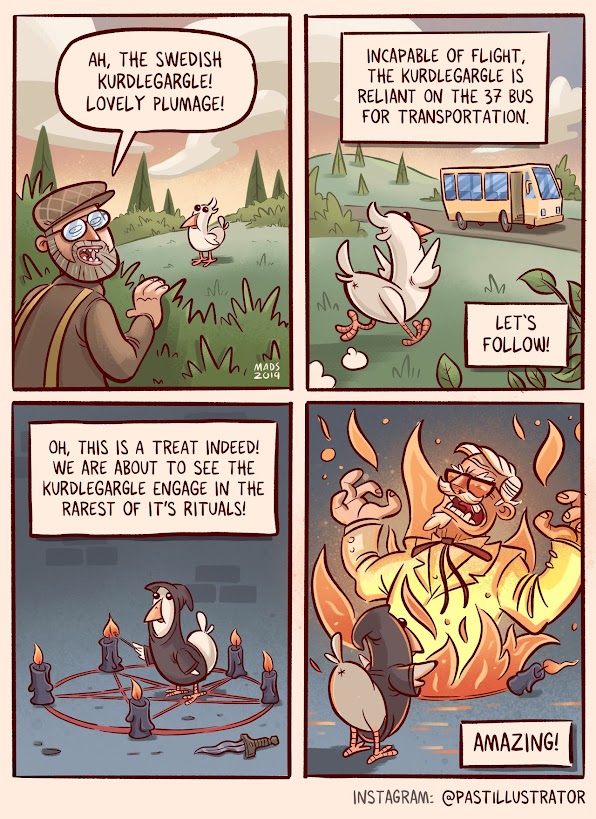 AH, THE SWEDISH
KURDLEGARGLE!
LOVELY PLUMAGE!
MADS
2019
INCAPABLE OF FLIGHT,
THE KURDLEGARGLE IS
RELIANT ON THE 37 BUS
FOR TRANSPORTATION.
LET'S
FOLLOW!
OH, THIS IS A TREAT INDEED!
WE ARE ABOUT TO SEE THE
KURDLEGARGLE ENGAGE IN THE
RAREST OF IT'S RITUALS!
AMAZING!
INSTAGRAM: @PASTILLUSTRATOR